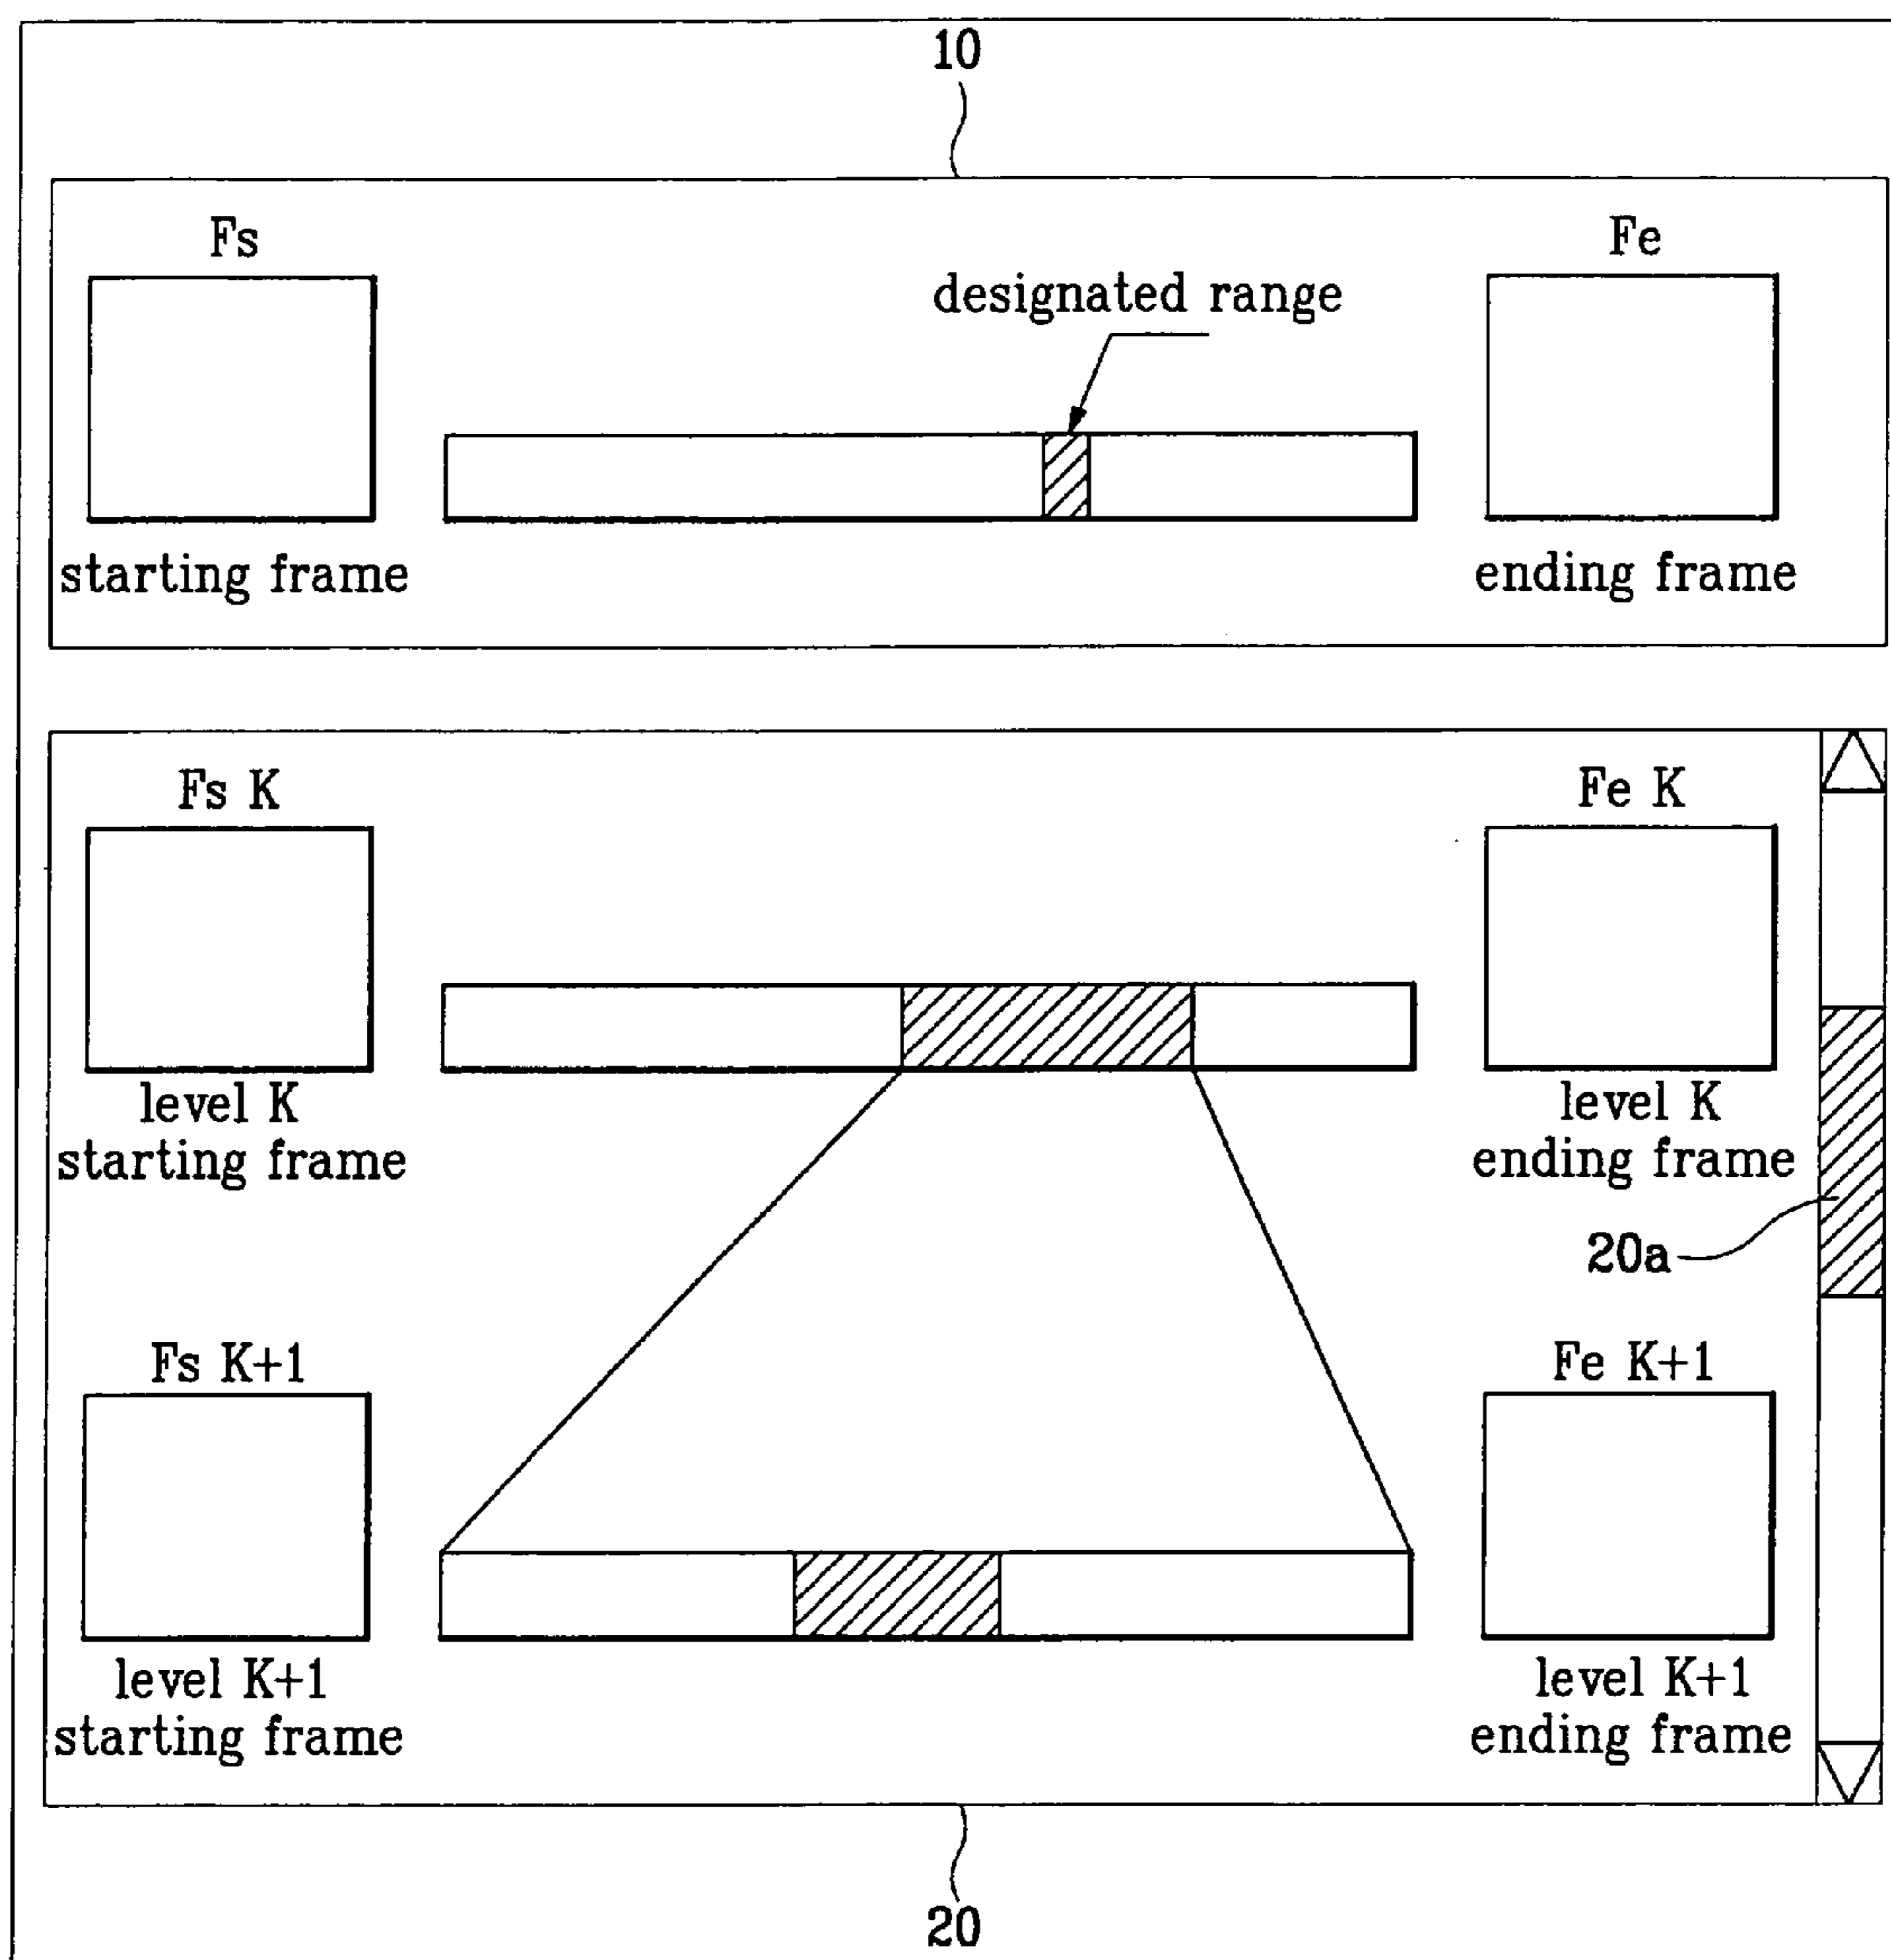 10
Fs
Fe
designated range
starting frame
ending frame
Fs K
Fe K
level K
starting frame
level K
ending frame
20a
Fs K+1
Fe K+1
level K+1
starting frame
level K+1
ending frame
20